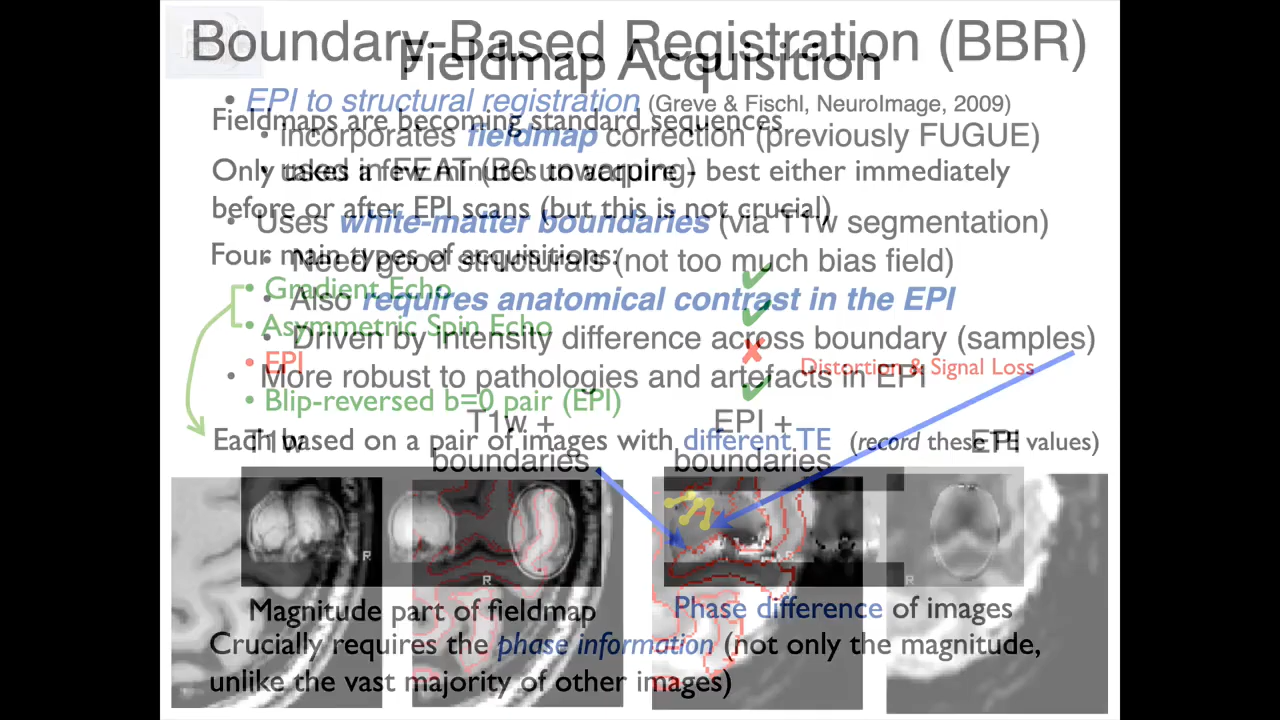 Boundary-Based Registration (BBR)
Fieldmap Acquisition
• EPI to structural registration (Greve & Fischl, NeuroImage, 2009)
Fieldmaps are becoming standard sequences
• Incorporates fieldmap correction (previously FUGUE)
• used in FEAT (B0 unwarping)
Only takes a few minutes to acquire - best either immediately
before or after EPI scans (but this is not crucial)
• Uses white-matter boundaries (via T1w segmentation)
Four main types of acquisitions:
• Need good structurals (not too much bias field)
• Gradient Echo ✔
• Also requires anatomical contrast in the EPI
• Asymmetric Spin Echo ✔
• Driven by intensity difference across boundary (samples)
• EPI ✘ Distortion & Signal Loss
• More robust to pathologies and artefacts in EPI
• Blip-reversed b=0 pair (EPI) ✔
T1w
T1w +
boundaries
EPI +
boundaries
EPI
Each based on a pair of images with different TE (record these TE values)
R
R
R
R
Magnitude part of fieldmap
Phase difference of images
Crucially requires the phase information (not only the magnitude,
unlike the vast majority of other images)